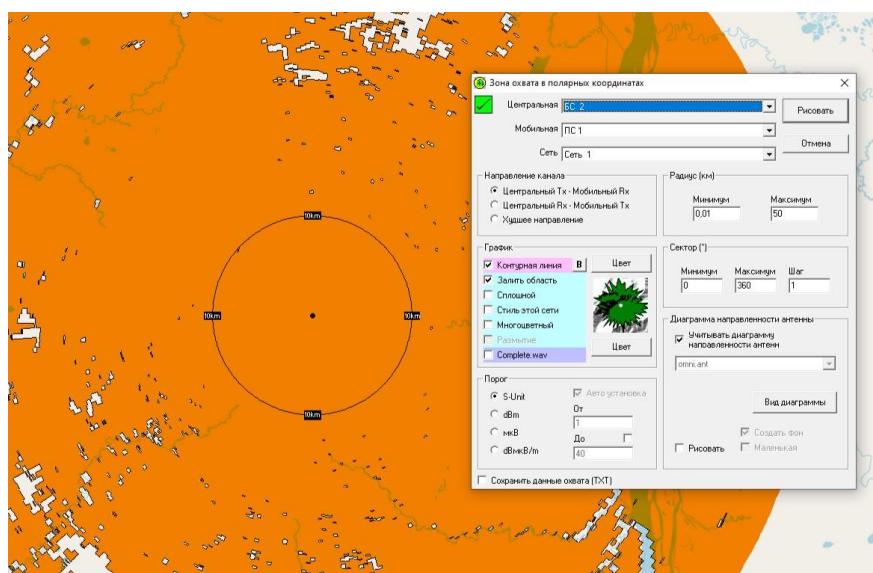 Зона охвата в полярных координатах
Центральная БС 2
Рисовать
Мобильная ПС 1
Отмена
Сеть Сеть 1
Направление канала
Центральный Tx - Мобильный Rx
Центральный Rx - Мобильный Tx
Худшее направление
Радиус (км)
Минимум Максимум
0,01 50
График
Контурная линия B Цвет
Залить область
Сплошной
Стиль этой сети
Многоцветный
Размытие
Complete.wav
Цвет
Сектор (°)
Минимум Максимум Шаг
0 360 1
Диаграмма направленности антенны
Учитывать диаграмму
направленности антенн
omni.ant
Вид диаграммы
Создать фон
Рисовать Маленькая
Порог
S-Unit Авто установка
dBm От
1
мкВ До
dBмкВ/m 40
Сохранить данные охвата (TXT)
10km
10km
10km
10km